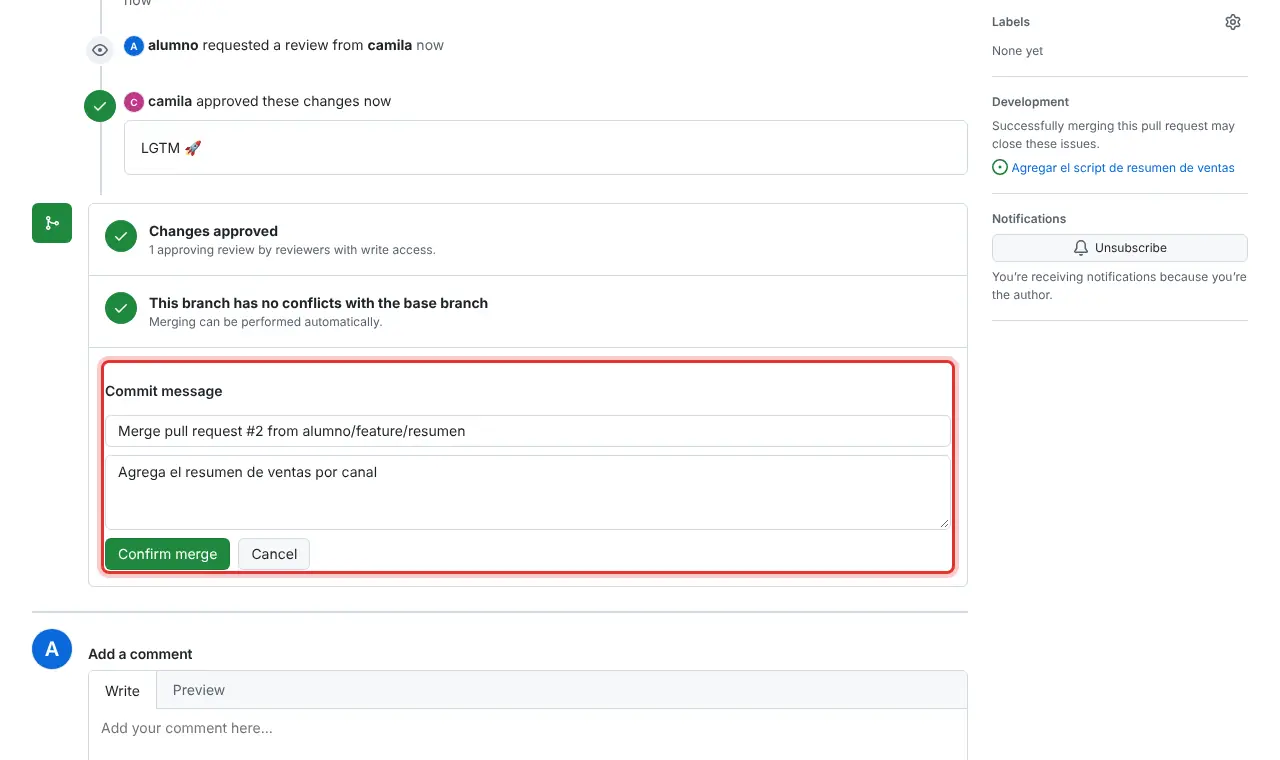 now
A alumno requested a review from camila now
C camila approved these changes now
LGTM 🚀
Changes approved
1 approving review by reviewers with write access.
This branch has no conflicts with the base branch
Merging can be performed automatically.
Commit message
Merge pull request #2 from alumno/feature/resumen
Agrega el resumen de ventas por canal
Confirm merge
Cancel
A
Add a comment
Write
Preview
Add your comment here...
Labels
None yet
Development
Successfully merging this pull request may
close these issues.
Agregar el script de resumen de ventas
Notifications
Unsubscribe
You're receiving notifications because you're
the author.